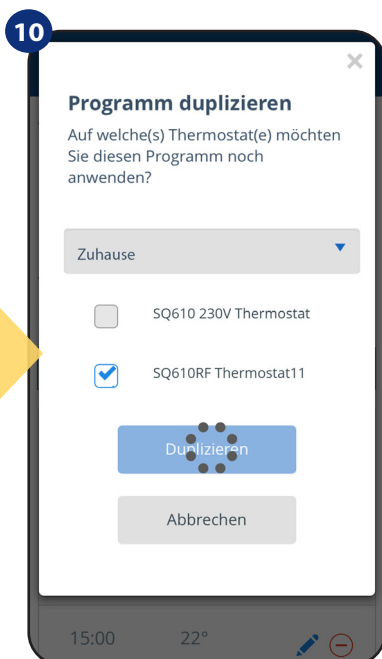 10
Programm duplizieren
Auf welche(s) Thermostat(e) möchten
Sie diesen Programm noch
anwenden?
Zuhause
SQ610 230V Thermostat
SQ610RF Thermostat11
Duplizieren
Abbrechen
15:00 22°